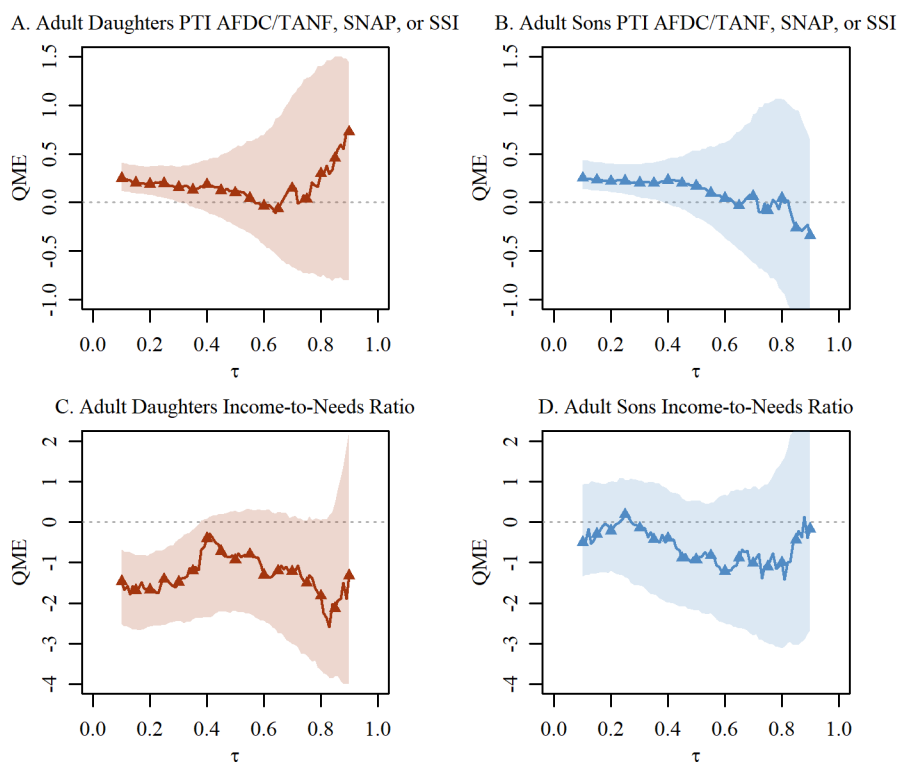 A. Adult Daughters PTI AFDC/TANF, SNAP, or SSI
QME
1.5
1.0
0.5
0.0
-0.5
-1.0
0.0 0.2 0.4 0.6 0.8 1.0
τ
B. Adult Sons PTI AFDC/TANF, SNAP, or SSI
QME
1.5
1.0
0.5
0.0
-0.5
-1.0
0.0 0.2 0.4 0.6 0.8 1.0
τ
C. Adult Daughters Income-to-Needs Ratio
QME
2
1
0
-1
-2
-3
-4
0.0 0.2 0.4 0.6 0.8 1.0
τ
D. Adult Sons Income-to-Needs Ratio
QME
2
1
0
-1
-2
-3
-4
0.0 0.2 0.4 0.6 0.8 1.0
τ